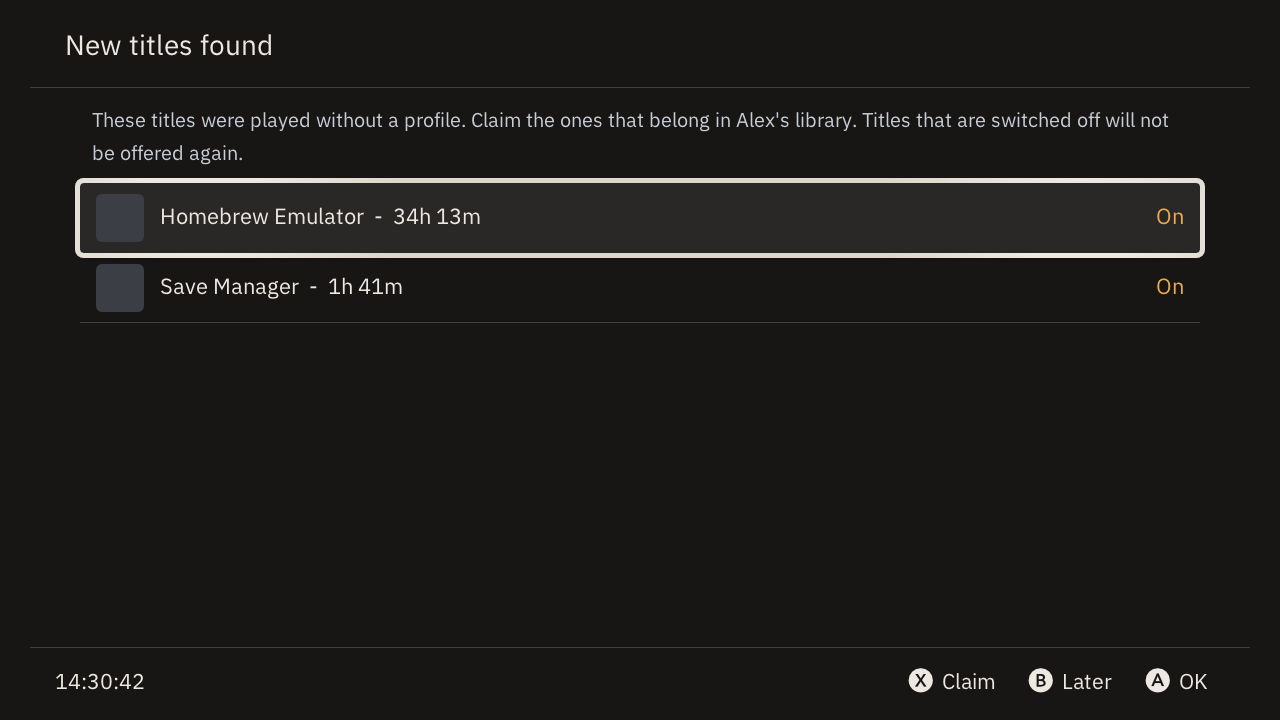 New titles found
These titles were played without a profile. Claim the ones that belong in Alex's library. Titles that are switched off will not
be offered again.
Homebrew Emulator - 34h 13m On
Save Manager - 1h 41m On
14:30:42 X Claim B Later A OK